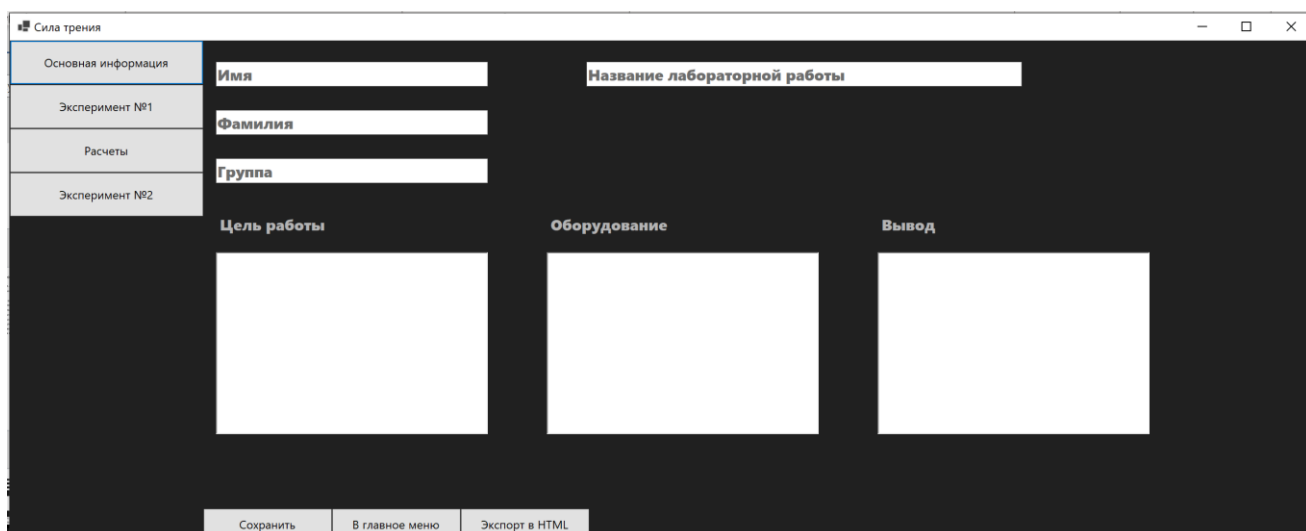 Сила трения
Основная информация
Эксперимент №1
Расчеты
Эксперимент №2
Имя
Название лабораторной работы
Фамилия
Группа
Цель работы
Оборудование
Вывод
Сохранить
В главное меню
Экспорт в HTML